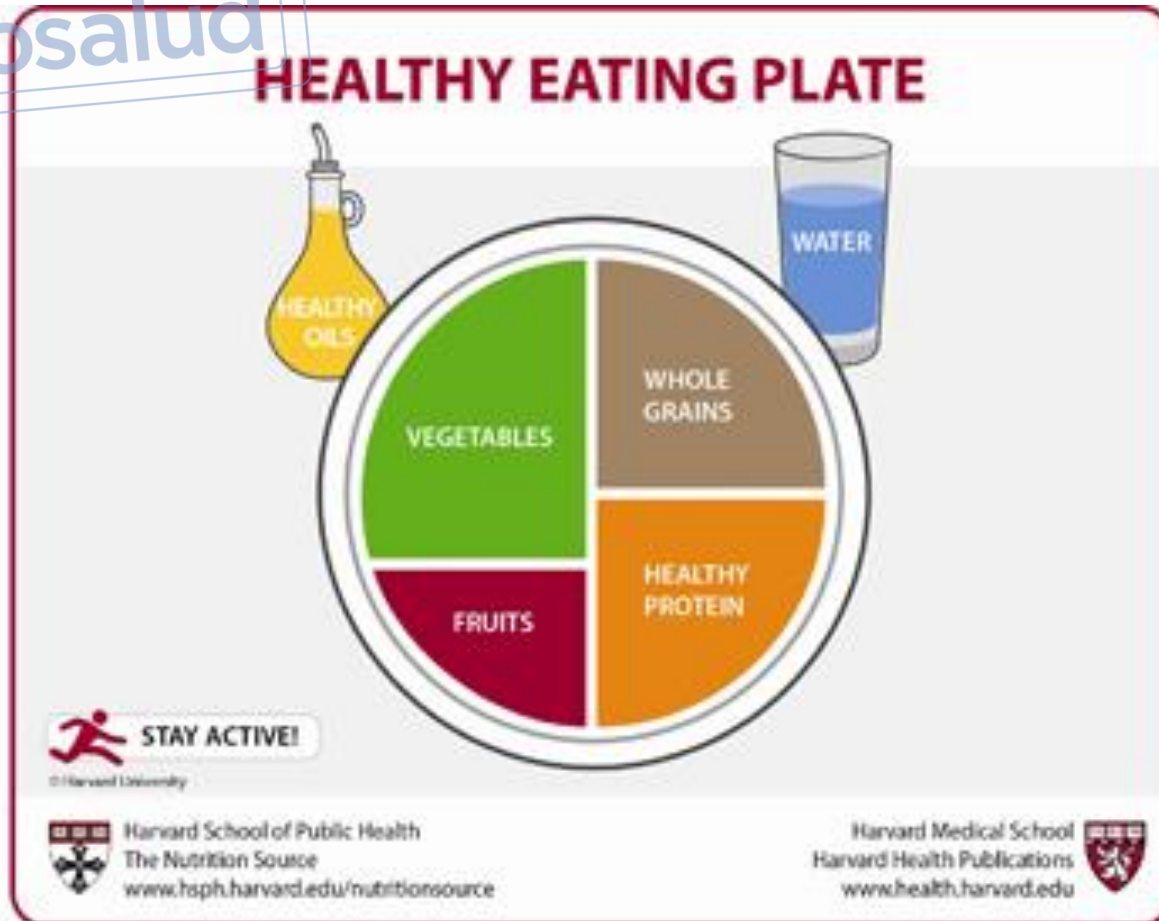 osalud
HEALTHY EATING PLATE
HEALTHY
OILS
WATER
VEGETABLES
WHOLE
GRAINS
FRUITS
HEALTHY
PROTEIN
STAY ACTIVE!
© Harvard University
Harvard School of Public Health
The Nutrition Source
www.hsph.harvard.edu/nutritionsource
Harvard Medical School
Harvard Health Publications
www.health.harvard.edu